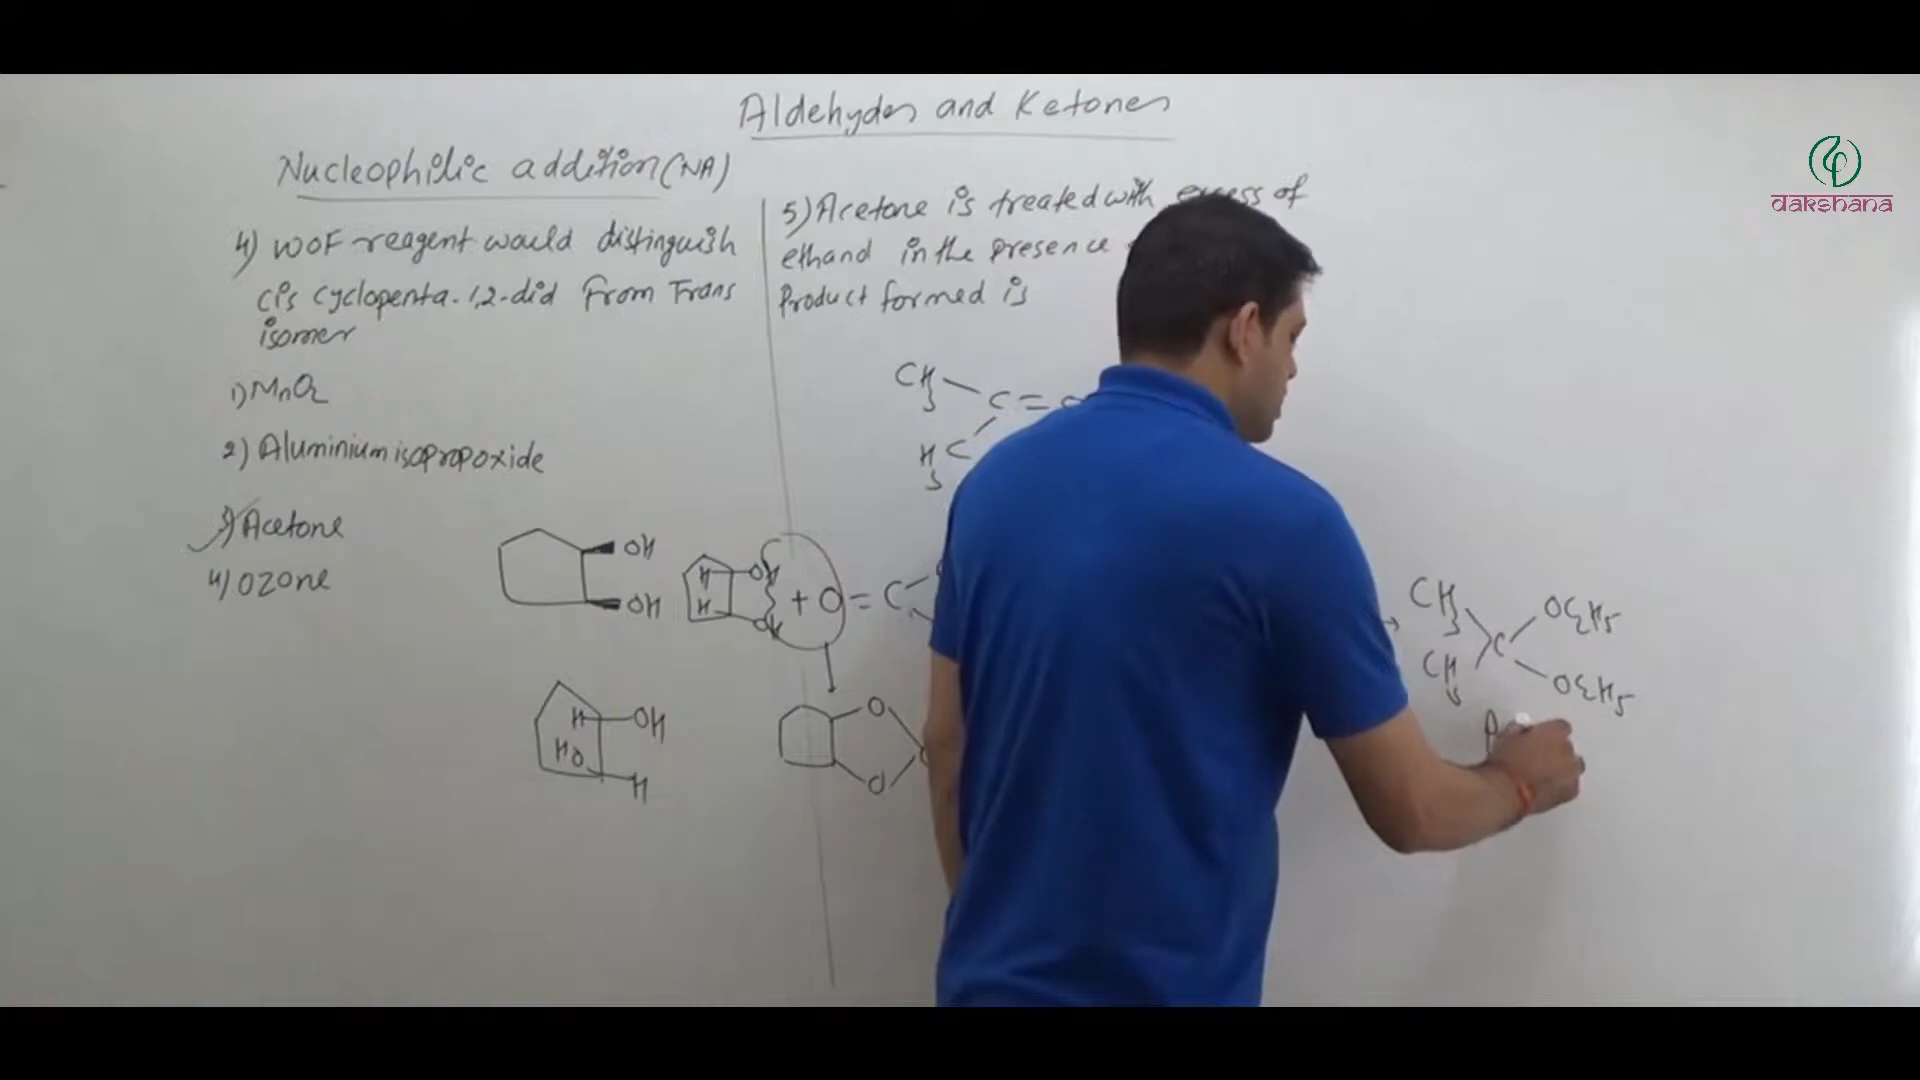 Aldehydes and Ketones
Nucleophilic addition (NA)
4) WOF reagent would distinguish
cis cyclopenta-1,2-diol From Trans
isomer
1) MnO2
2) Aluminium isopropoxide
3) Acetone
4) OZone
OH
OH
H OH
H OH
+ O = C
H OH
HO H
O
O
5) Acetone is treated with excess of
ethanol in the presence
Product formed is
CH3
C =
H3C
CH3
OC2H5
C
CH3
OC2H5
dakshana